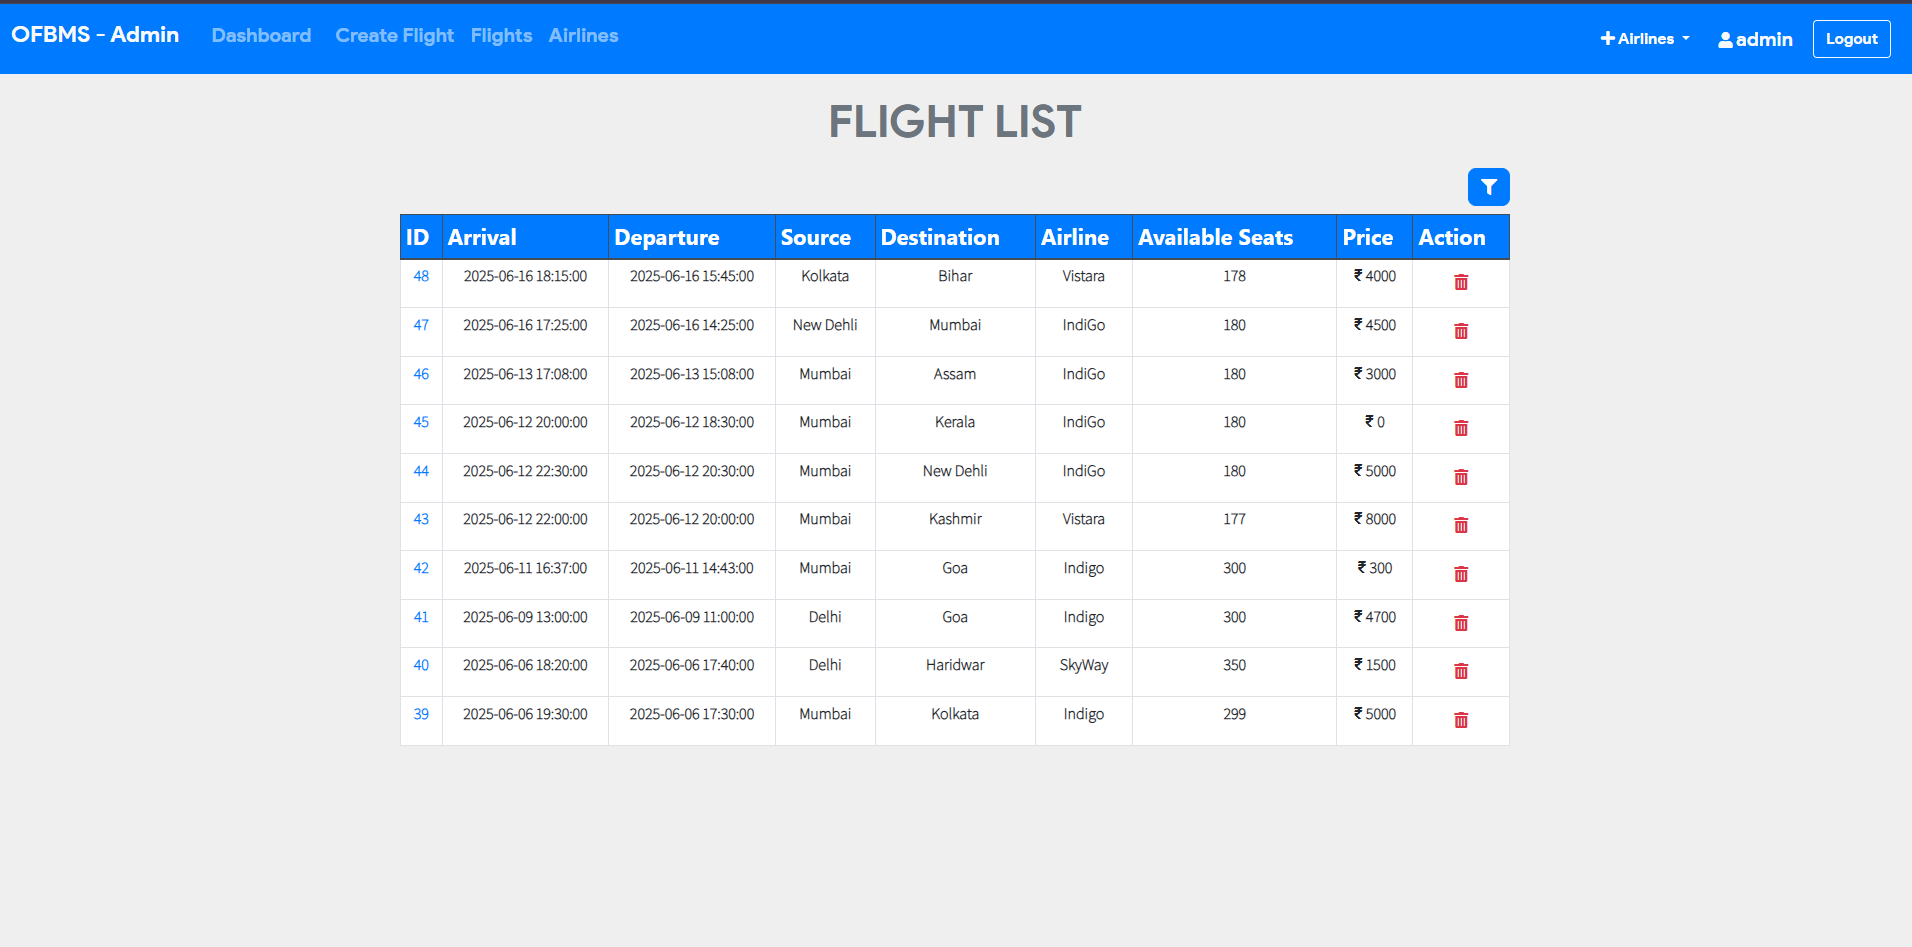 OFBMS - Admin Dashboard Create Flight Flights Airlines Airlines admin Logout
FLIGHT LIST
ID Arrival Departure Source Destination Airline Available Seats Price Action
48 2025-06-16 18:15:00 2025-06-16 15:45:00 Kolkata Bihar Vistara 178 ₹ 4000
47 2025-06-16 17:25:00 2025-06-16 14:25:00 New Dehli Mumbai IndiGo 180 ₹ 4500
46 2025-06-13 17:08:00 2025-06-13 15:08:00 Mumbai Assam IndiGo 180 ₹ 3000
45 2025-06-12 20:00:00 2025-06-12 18:30:00 Mumbai Kerala IndiGo 180 ₹ 0
44 2025-06-12 22:30:00 2025-06-12 20:30:00 Mumbai New Dehli IndiGo 180 ₹ 5000
43 2025-06-12 22:00:00 2025-06-12 20:00:00 Mumbai Kashmir Vistara 177 ₹ 8000
42 2025-06-11 16:37:00 2025-06-11 14:43:00 Mumbai Goa Indigo 300 ₹ 300
41 2025-06-09 13:00:00 2025-06-09 11:00:00 Delhi Goa Indigo 300 ₹ 4700
40 2025-06-06 18:20:00 2025-06-06 17:40:00 Delhi Haridwar SkyWay 350 ₹ 1500
39 2025-06-06 19:30:00 2025-06-06 17:30:00 Mumbai Kolkata Indigo 299 ₹ 5000